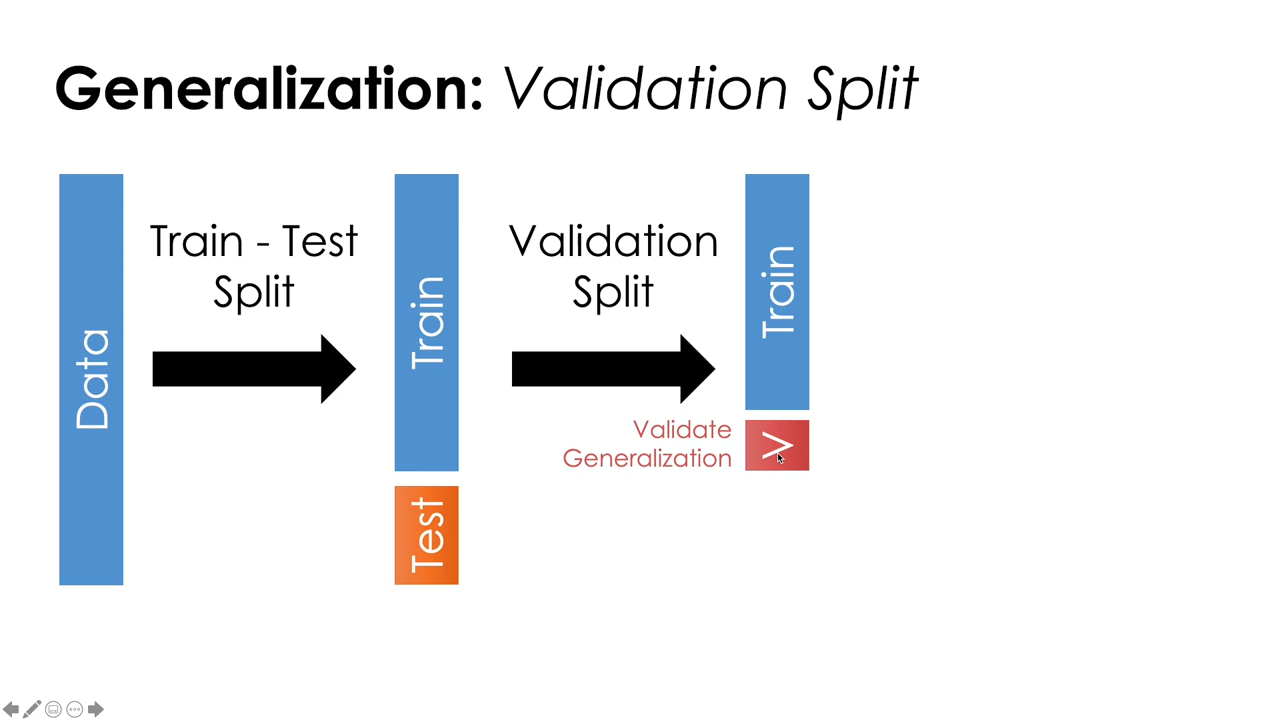 Generalization: Validation Split
Data
Train - Test
Split
Train
Test
Validation
Split
Train
Validate
Generalization
V